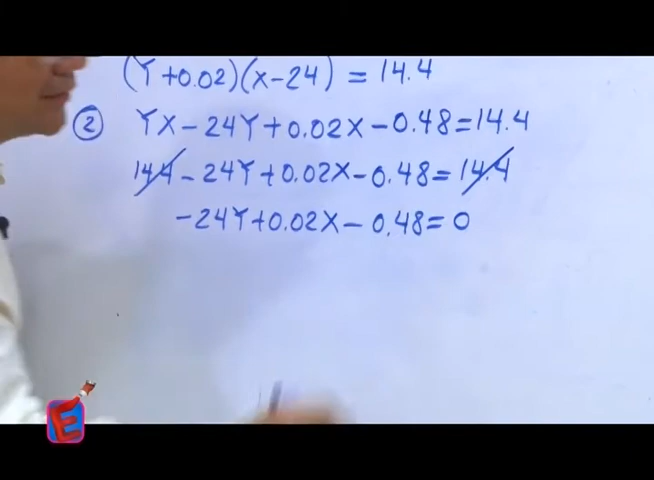 (Y+0.02)(X-24) = 14.4
② YX-24Y+0.02X-0.48=14.4
14.4-24Y+0.02X-0.48=14.4
-24Y+0.02X-0.48=0
E